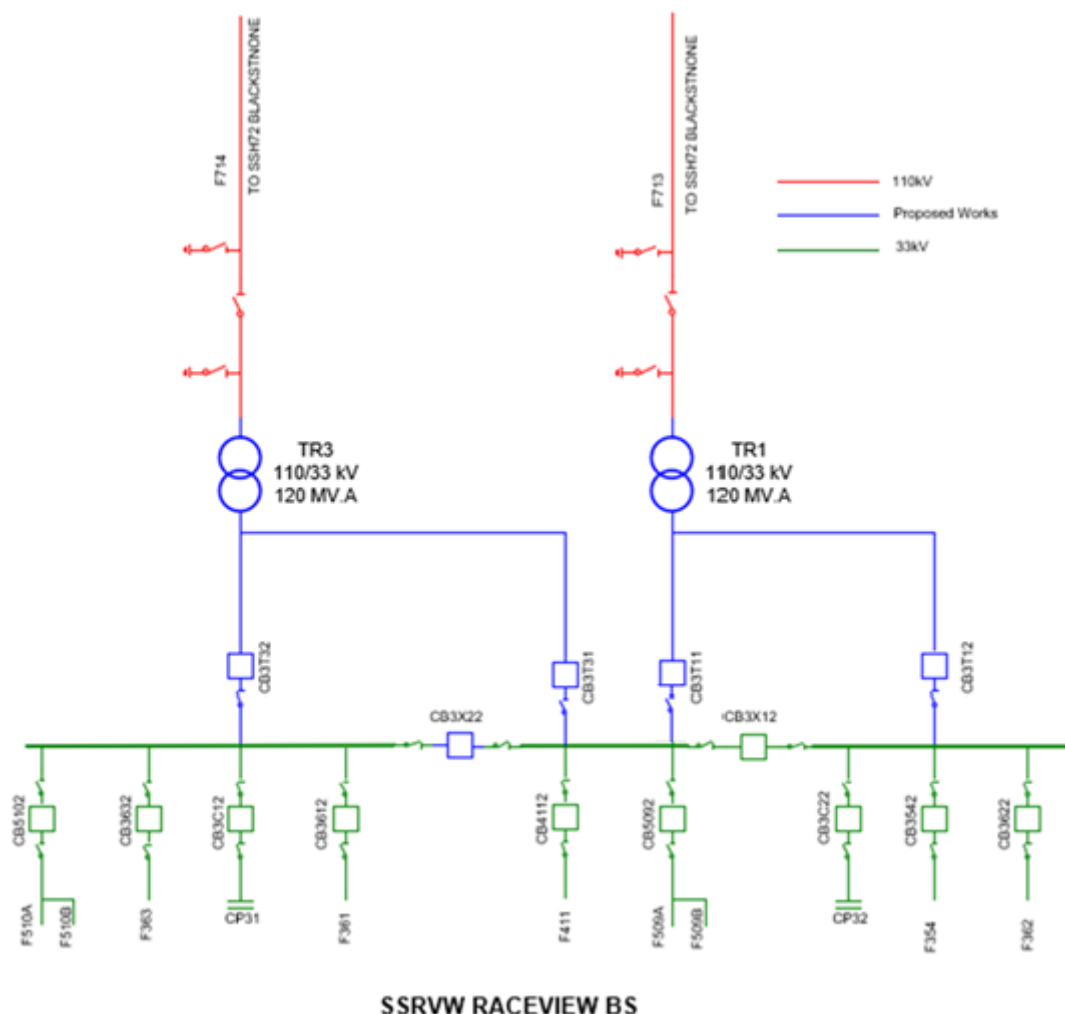 F714
TO SSH72 BLACKSTNONE
F713
TO SSH72 BLACKSTNONE
110kV
Proposed Works
33kV
TR3
110/33 kV
120 MV.A
TR1
110/33 kV
120 MV.A
CB3T32
CB3T31
CB3T11
CB3T12
CB3X22
CB3X12
CB5102
CB3632
CB3C12
CB3612
CB4112
CB5092
CB3C22
CB3542
CB3622
F510A
F510B
F363
CP31
F361
F411
F509A
F509B
CP32
F354
F362
SSRVW RACEVIEW BS